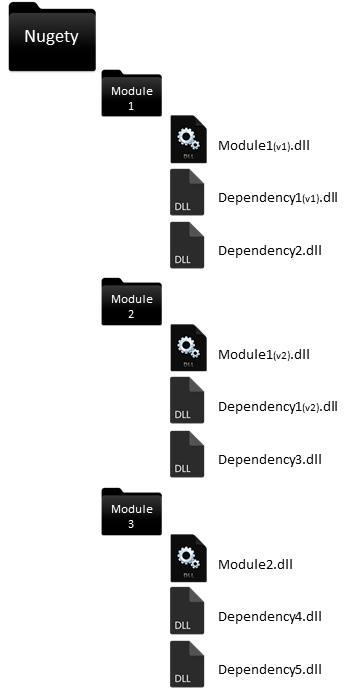 Nugety
Module
1
DLL
Module1(v1).dll
DLL
Dependency1(v1).dll
DLL
Dependency2.dll
Module
2
DLL
Module1(v2).dll
DLL
Dependency1(v2).dll
DLL
Dependency3.dll
Module
3
DLL
Module2.dll
DLL
Dependency4.dll
DLL
Dependency5.dll